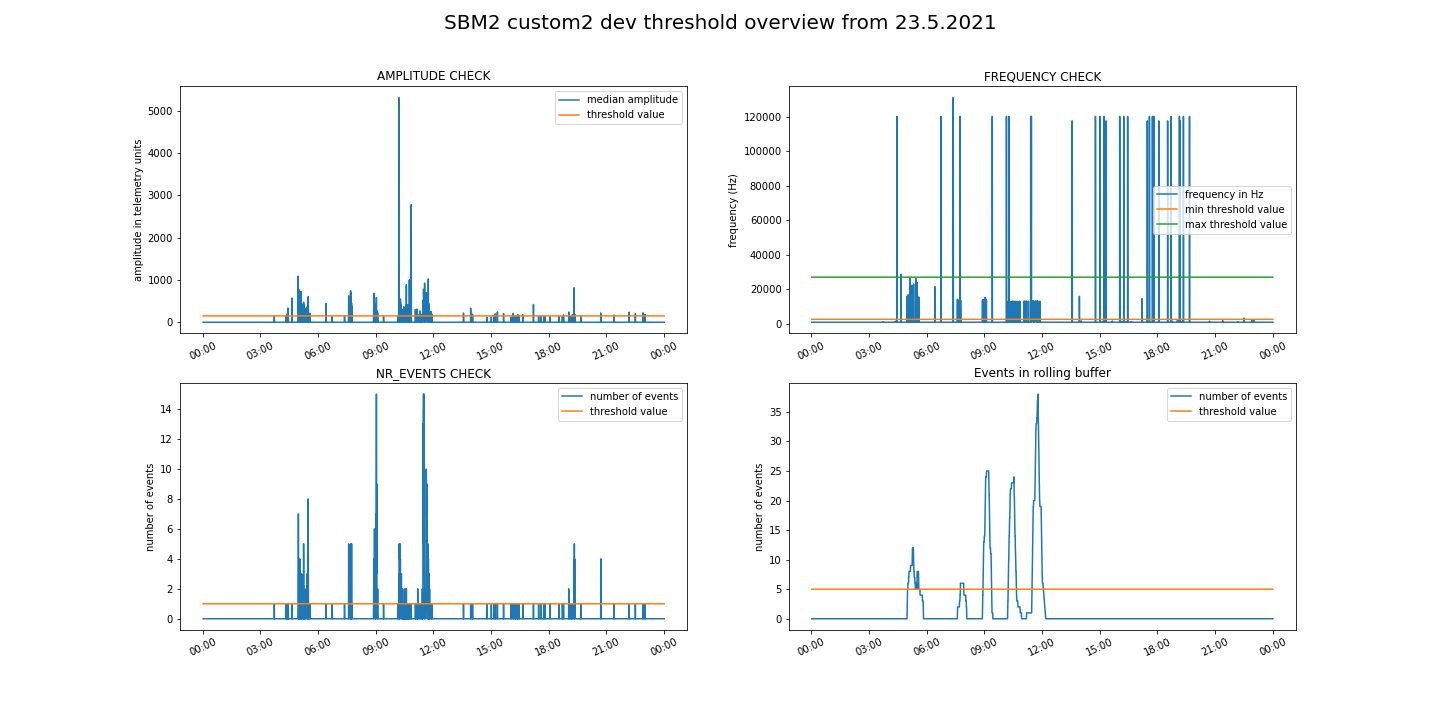 SBM2 custom2 dev threshold overview from 23.5.2021
AMPLITUDE CHECK
amplitude in telemetry units
5000
4000
3000
2000
1000
0
median amplitude
threshold value
00:00 03:00 06:00 09:00 12:00 15:00 18:00 21:00 00:00
FREQUENCY CHECK
frequency (Hz)
120000
100000
80000
60000
40000
20000
0
frequency in Hz
min threshold value
max threshold value
00:00 03:00 06:00 09:00 12:00 15:00 18:00 21:00 00:00
NR_EVENTS CHECK
number of events
14
12
10
8
6
4
2
0
number of events
threshold value
00:00 03:00 06:00 09:00 12:00 15:00 18:00 21:00 00:00
Events in rolling buffer
number of events
35
30
25
20
15
10
5
0
number of events
threshold value
00:00 03:00 06:00 09:00 12:00 15:00 18:00 21:00 00:00